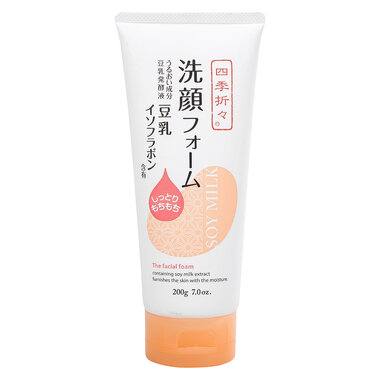 四季折々®
洗顔フォーム
うるおい成分
豆乳発酵液
豆乳
イソフラボン
含有
しっとり
もちもち
SOY MILK
The facial foam
containing soy milk extract
furnishes the skin with the moisture.
200g 7.0oz.